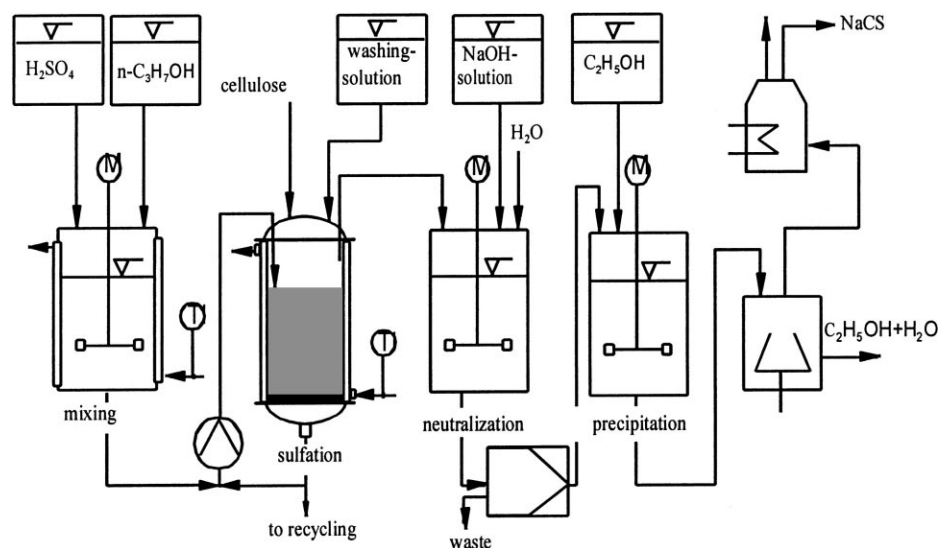 H₂SO₄
n-C₃H₇OH
cellulose
washing-
solution
NaOH-
solution
H₂O
C₂H₅OH
NaCS
M
M
M
T
T
C₂H₅OH+H₂O
mixing
sulfation
neutralization
precipitation
to recycling
waste